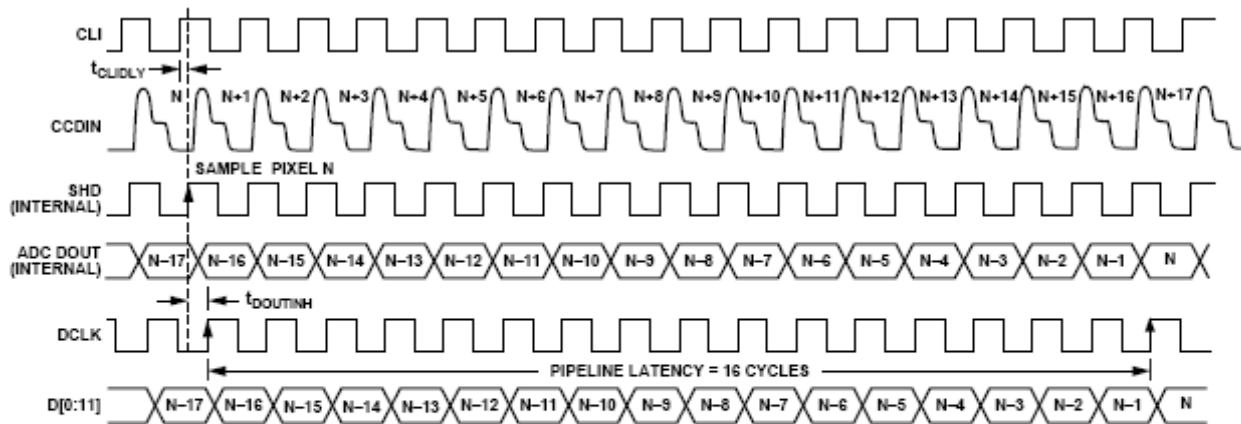 CLI
tCLIDLY
N N+1 N+2 N+3 N+4 N+5 N+6 N+7 N+8 N+9 N+10 N+11 N+12 N+13 N+14 N+15 N+16 N+17
CCDIN
SAMPLE PIXEL N
SHD
(INTERNAL)
ADC DOUT
(INTERNAL)
N–17 N–16 N–15 N–14 N–13 N–12 N–11 N–10 N–9 N–8 N–7 N–6 N–5 N–4 N–3 N–2 N–1 N
tDOUTINH
DCLK
PIPELINE LATENCY = 16 CYCLES
D[0:11]
N–17 N–16 N–15 N–14 N–13 N–12 N–11 N–10 N–9 N–8 N–7 N–6 N–5 N–4 N–3 N–2 N–1 N